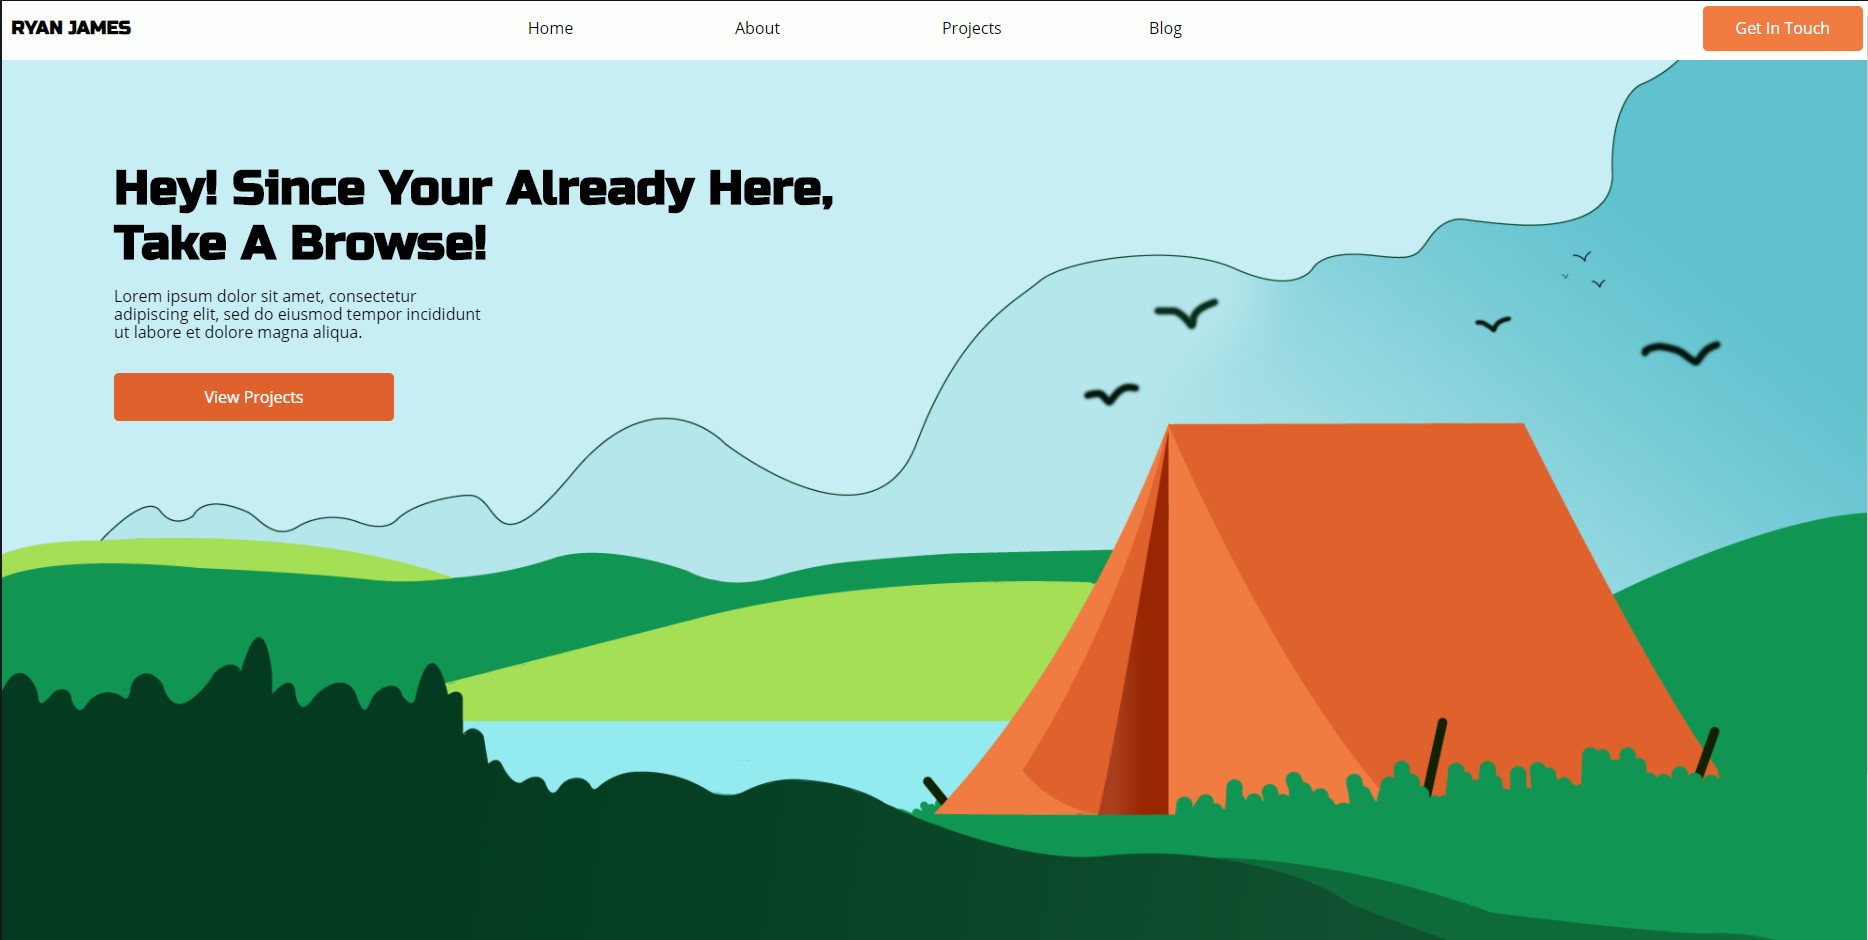 RYAN JAMES
Home
About
Projects
Blog
Get In Touch
Hey! Since Your Already Here,
Take A Browse!
Lorem ipsum dolor sit amet, consectetur
adipiscing elit, sed do eiusmod tempor incididunt
ut labore et dolore magna aliqua.
View Projects